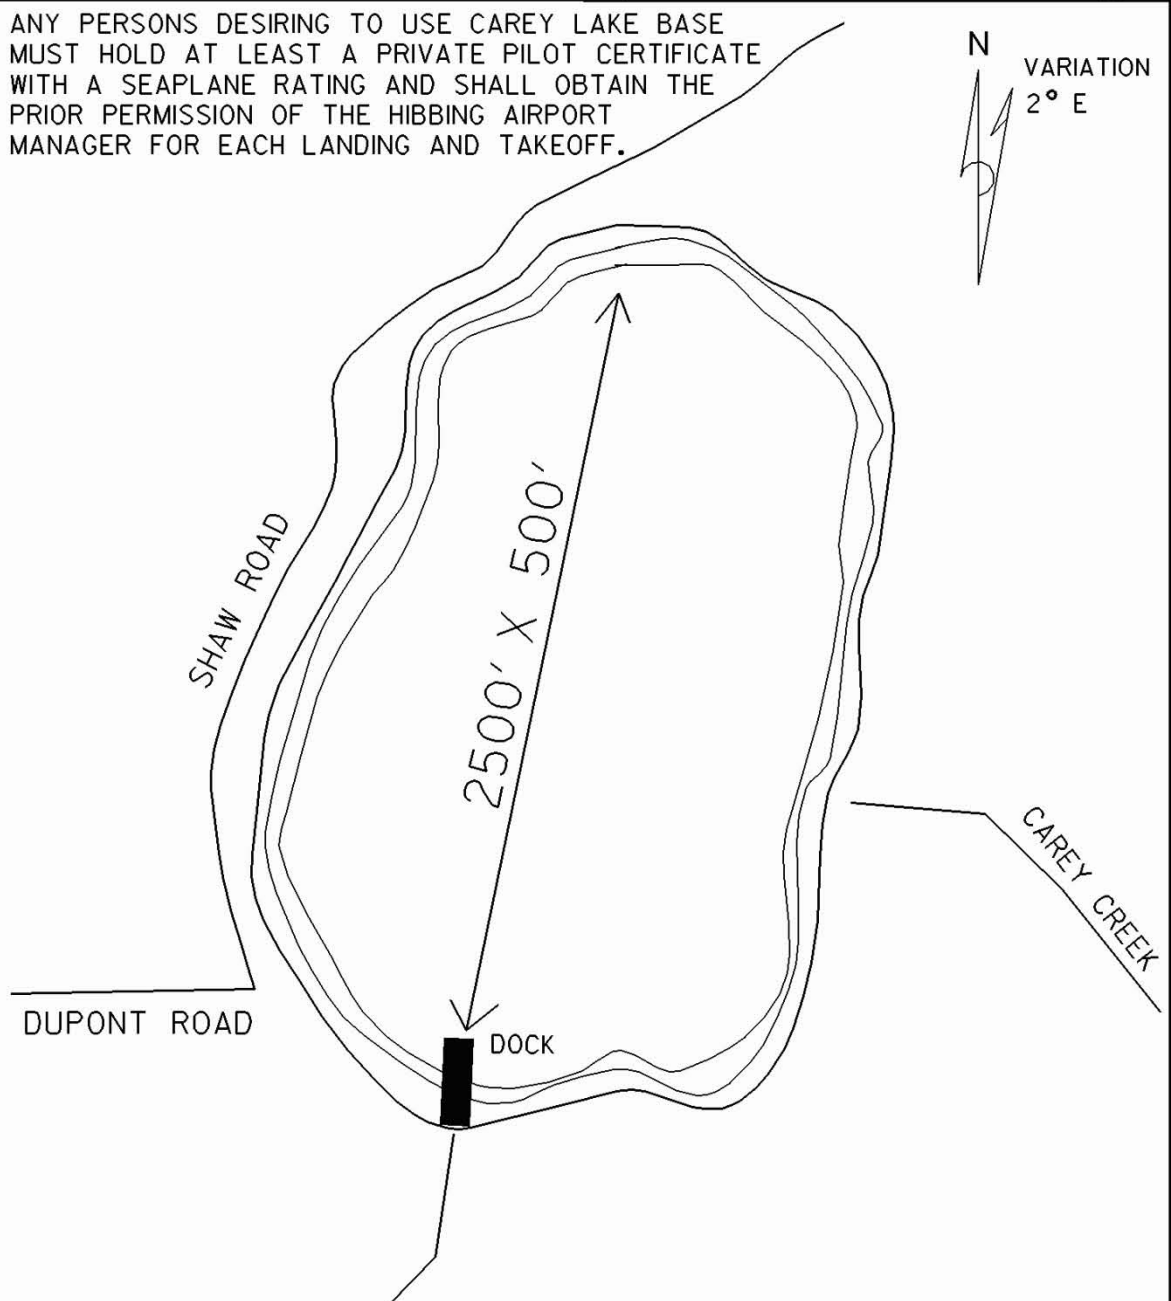 ANY PERSONS DESIRING TO USE CAREY LAKE BASE
MUST HOLD AT LEAST A PRIVATE PILOT CERTIFICATE
WITH A SEAPLANE RATING AND SHALL OBTAIN THE
PRIOR PERMISSION OF THE HIBBING AIRPORT
MANAGER FOR EACH LANDING AND TAKEOFF.
N
VARIATION
2° E
SHAW ROAD
2500' X 500'
CAREY CREEK
DUPONT ROAD
DOCK